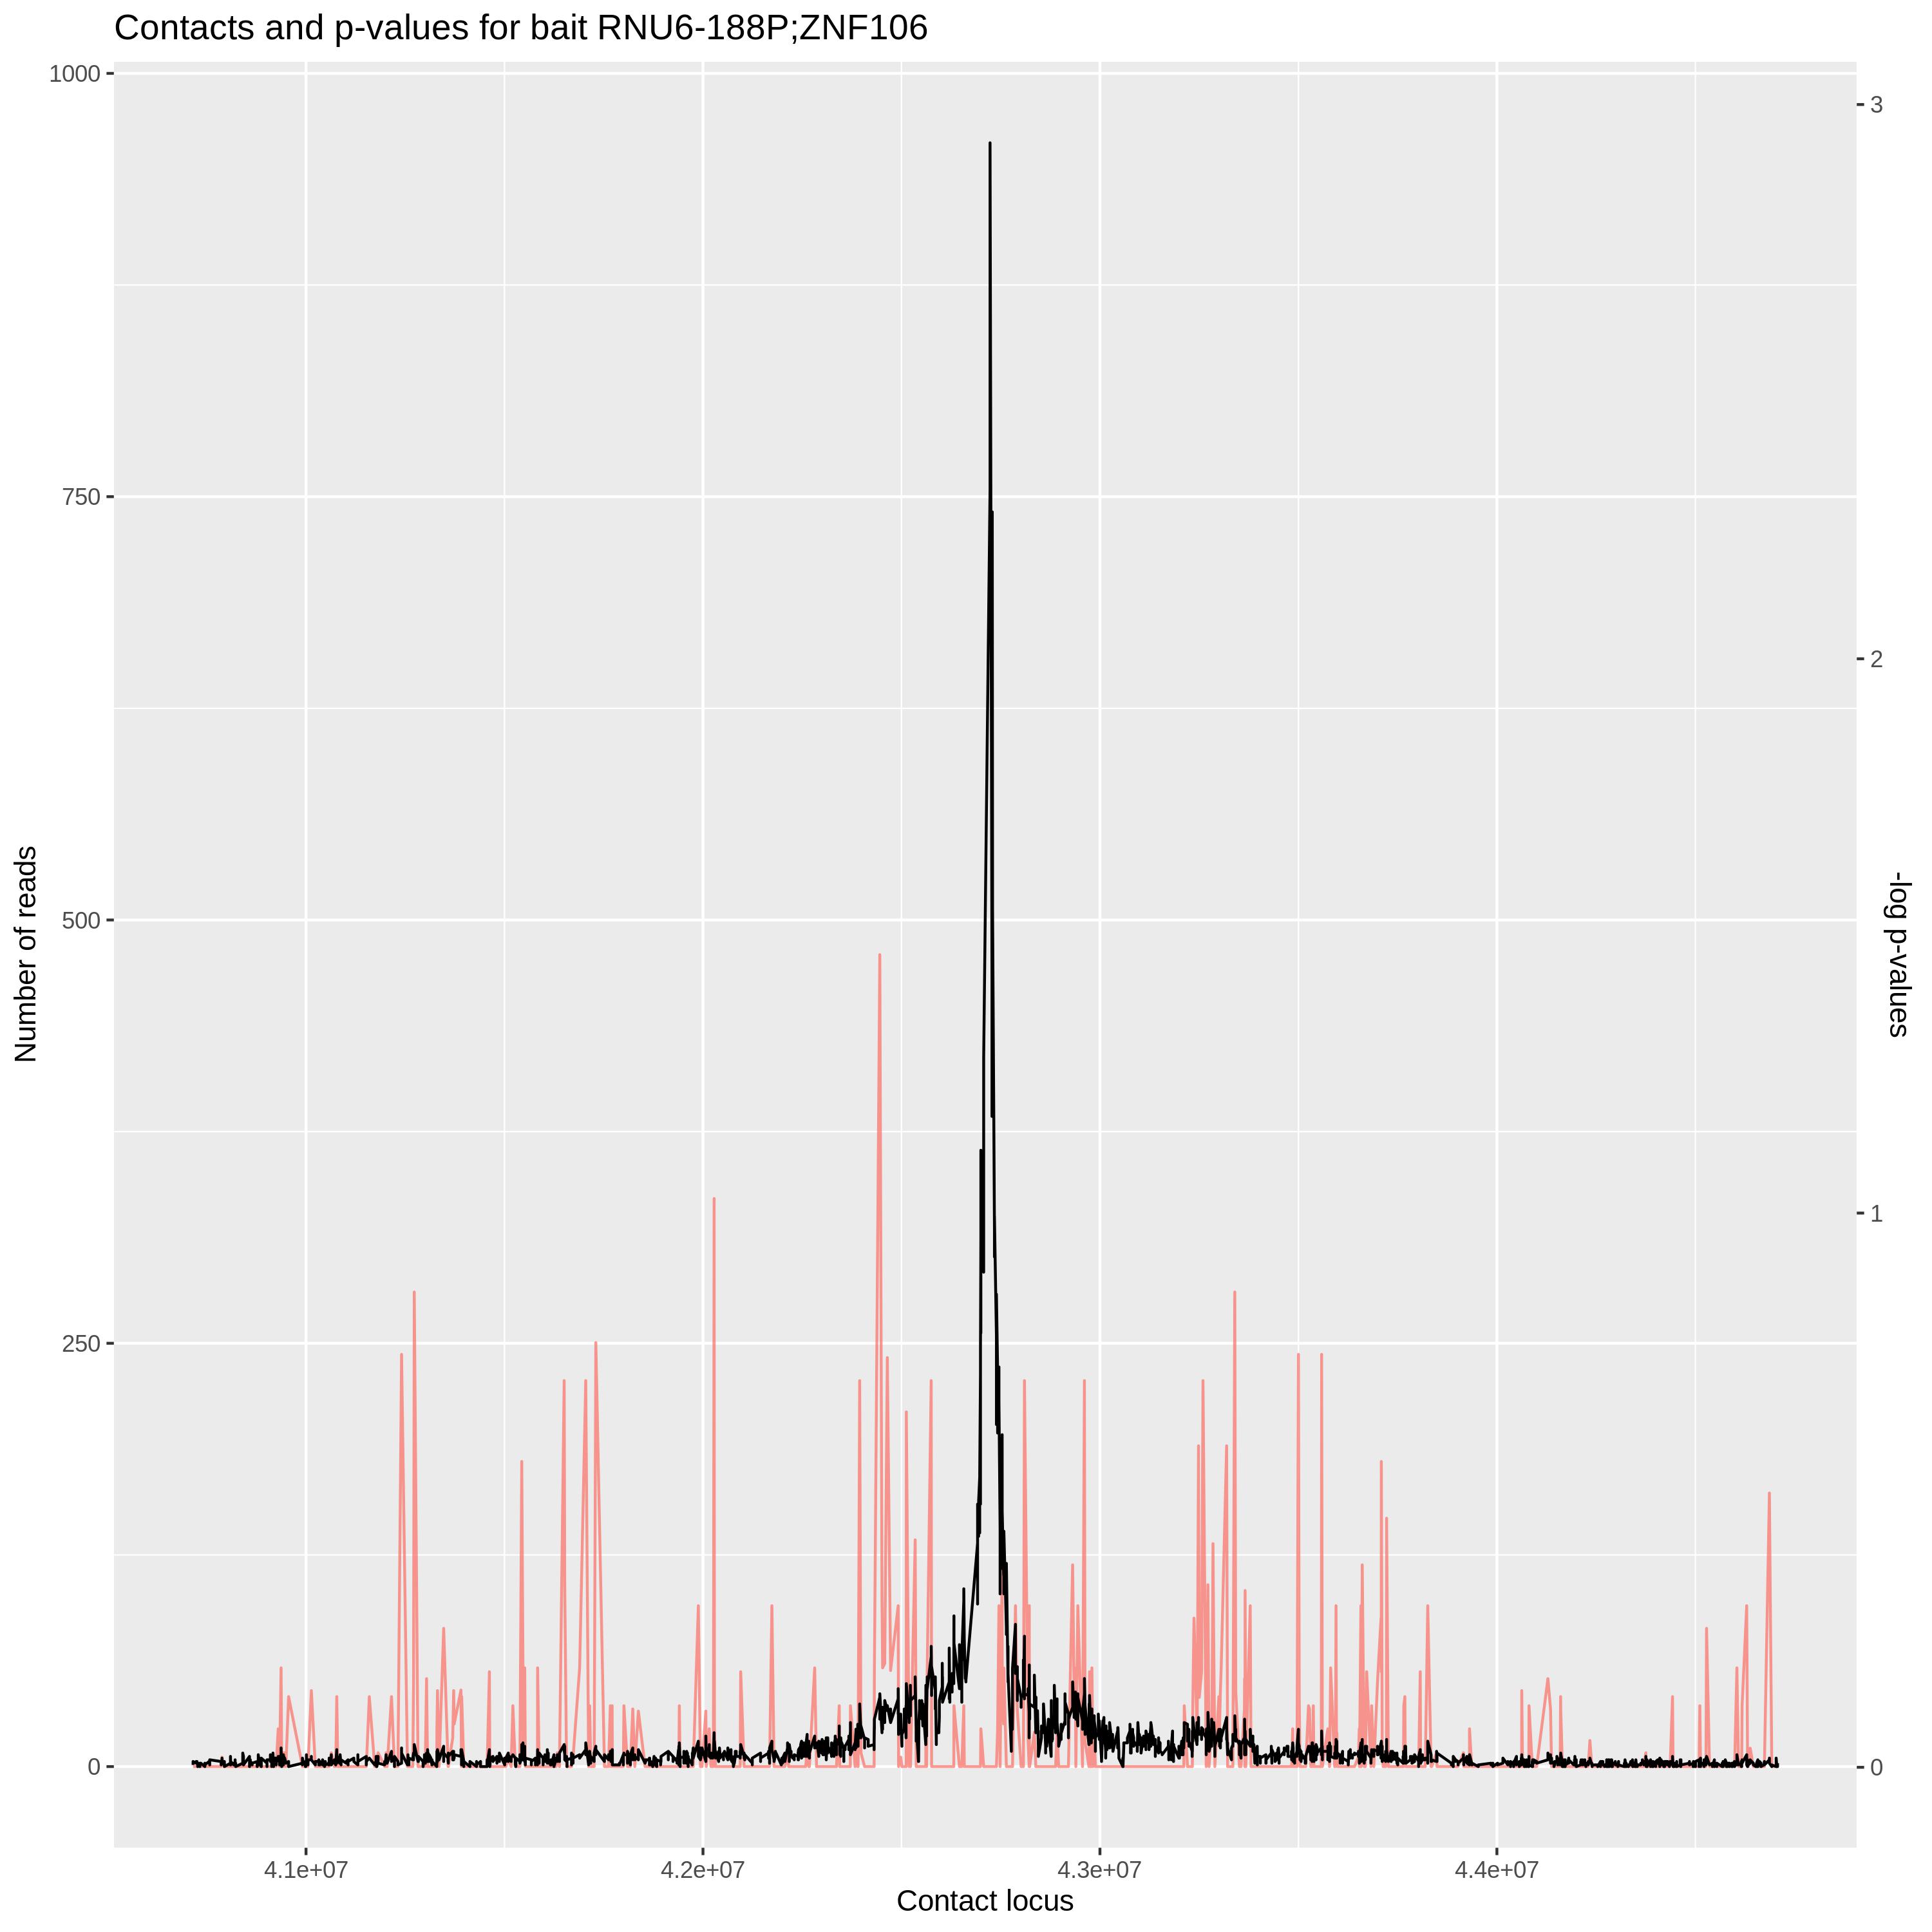 Contacts and p-values for bait RNU6-188P;ZNF106
1000
750
500
250
0
Number of reads
3
2
1
0
-log p-values
4.1e+07 4.2e+07 4.3e+07 4.4e+07
Contact locus